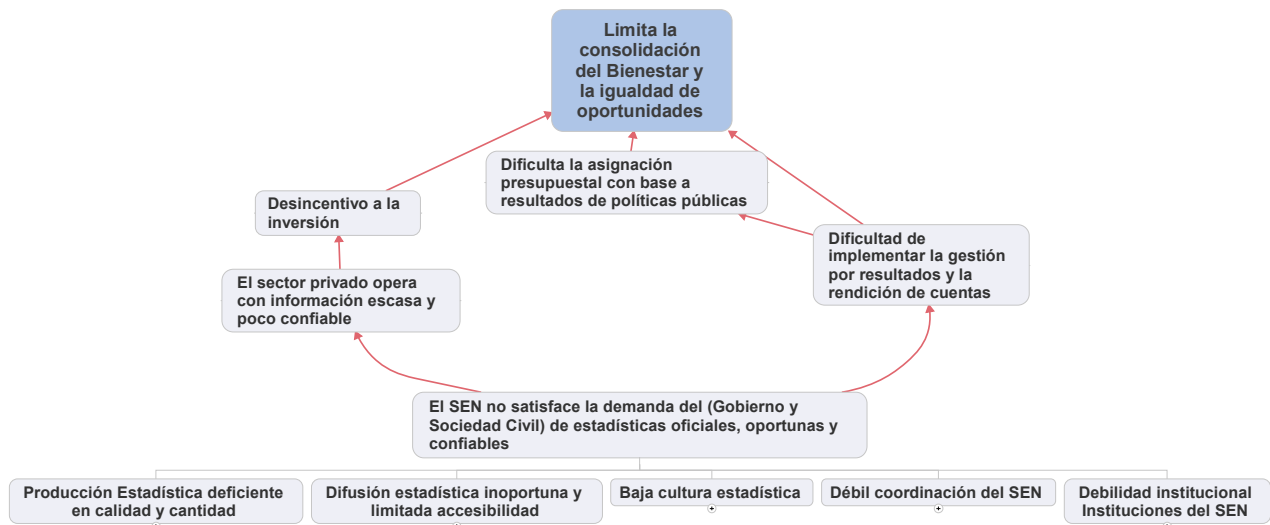 Limita la
consolidación
del Bienestar y
la igualdad de
oportunidades
Dificulta la asignación
presupuestal con base a
resultados de políticas públicas
Desincentivo a la
inversión
Dificultad de
implementar la gestión
por resultados y la
rendición de cuentas
El sector privado opera
con información escasa y
poco confiable
El SEN no satisface la demanda del (Gobierno y
Sociedad Civil) de estadísticas oficiales, oportunas y
confiables
Producción Estadística deficiente
en calidad y cantidad
Difusión estadística inoportuna y
limitada accesibilidad
Baja cultura estadística
Débil coordinación del SEN
Debilidad institucional
Instituciones del SEN